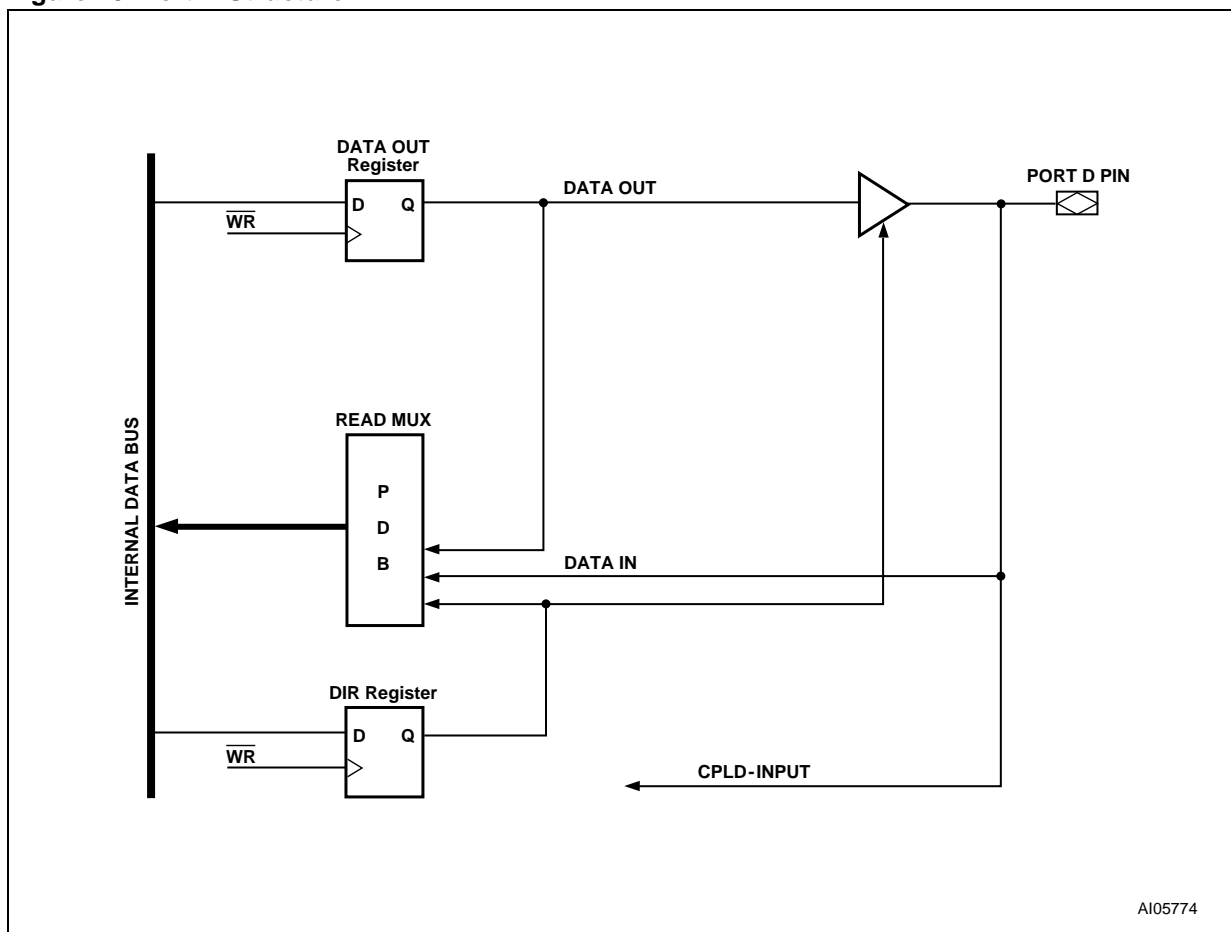 DATA OUT
Register
D Q
WR
DATA OUT
PORT D PIN
INTERNAL DATA BUS
READ MUX
P
D
B
DATA IN
DIR Register
D Q
WR
CPLD-INPUT
AI05774